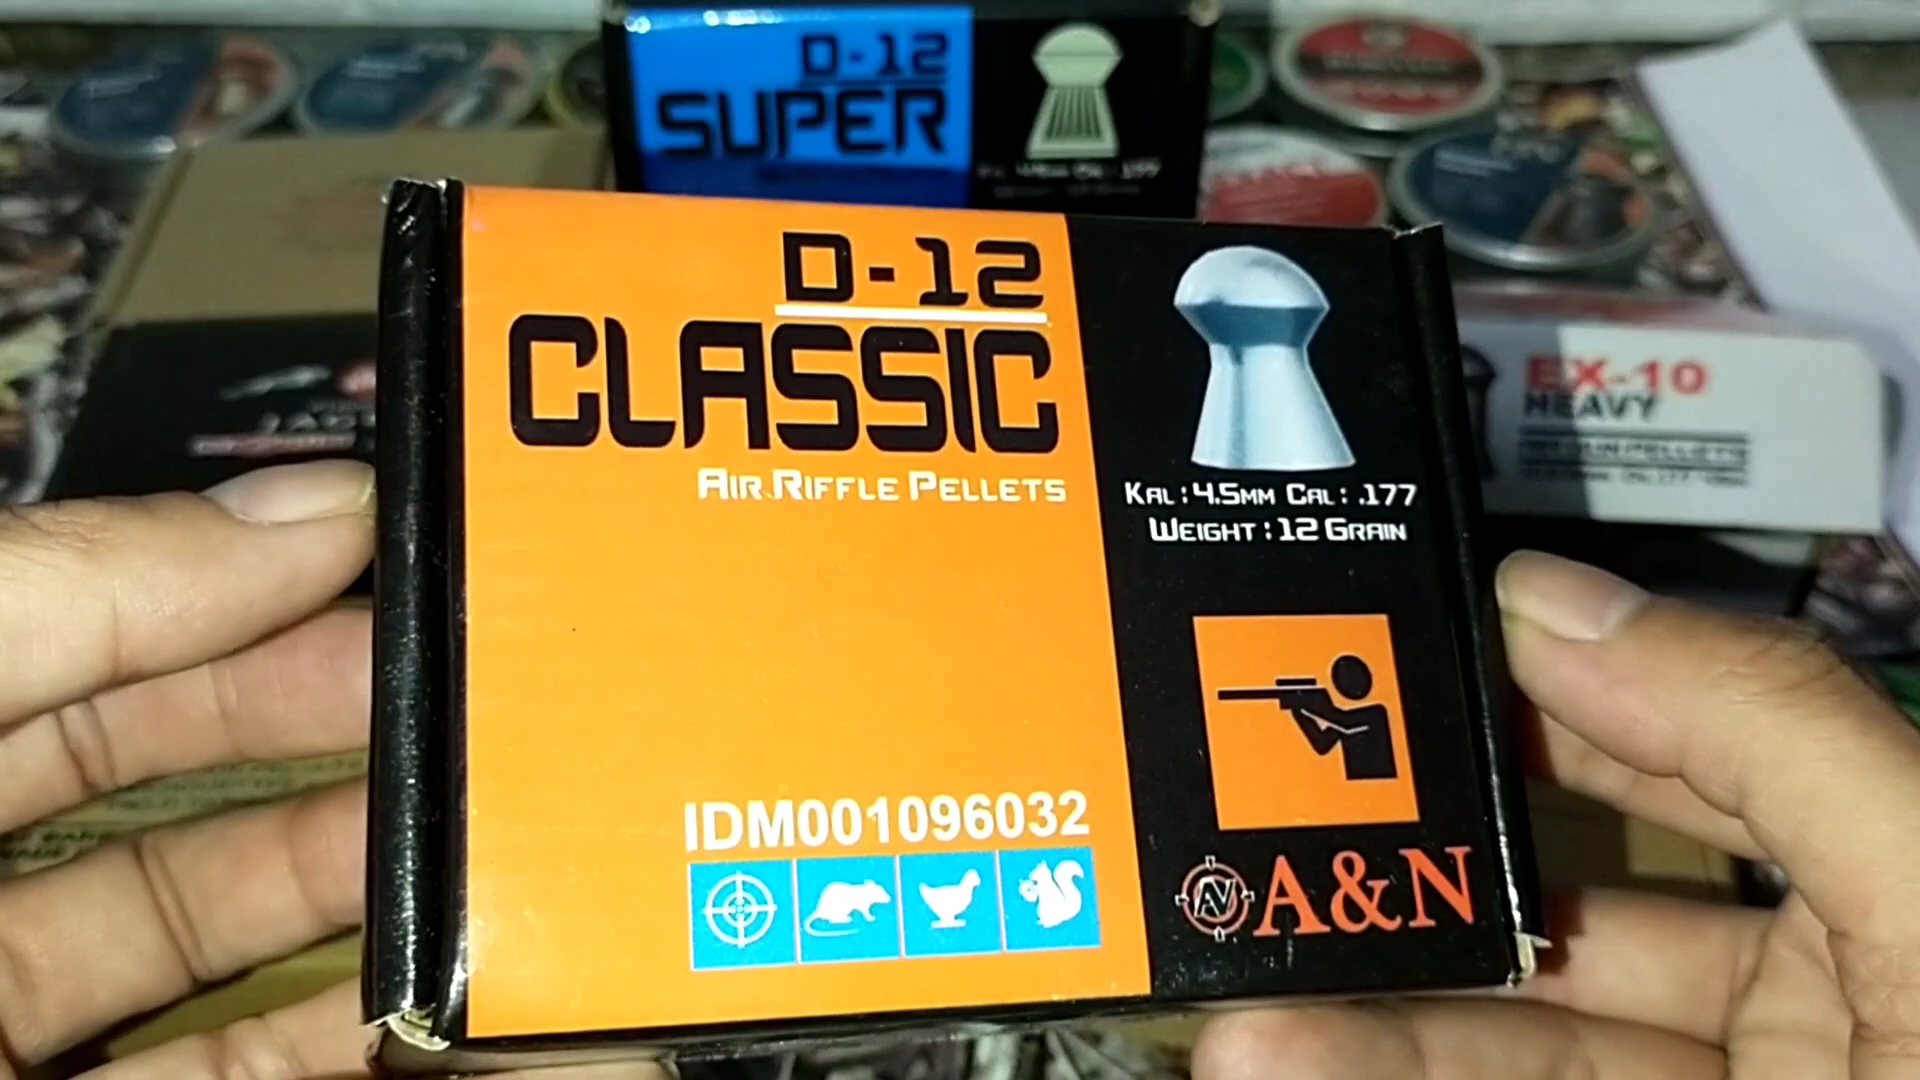 D-12
SUPER
D-12
CLASSIC
AIR RIFFLE PELLETS
KAL : 4.5MM CAL : .177
WEIGHT : 12 GRAIN
IDM001096032
A&N
EX-10
HEAVY